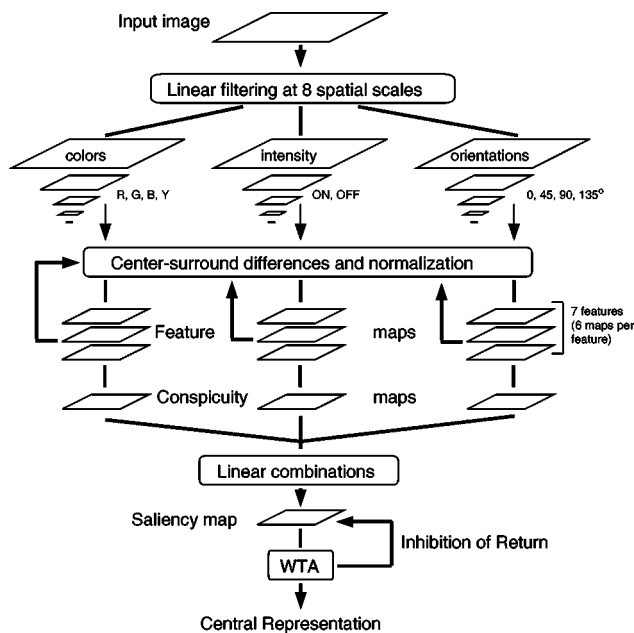 Input image
Linear filtering at 8 spatial scales
colors
intensity
orientations
R, G, B, Y
ON, OFF
0, 45, 90, 135°
Center-surround differences and normalization
Feature maps
7 features
(6 maps per
feature)
Conspicuity maps
Linear combinations
Saliency map
Inhibition of Return
WTA
Central Representation